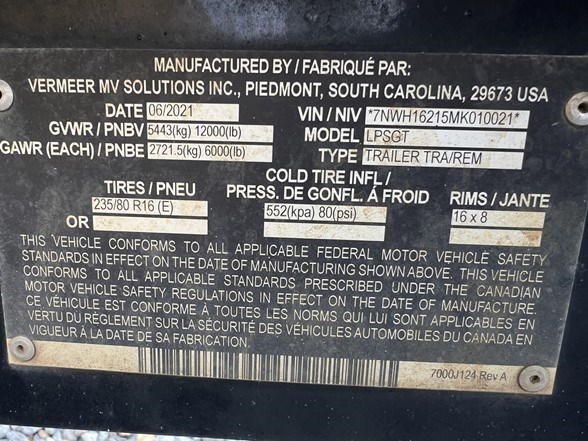 MANUFACTURED BY / FABRIQUÉ PAR:
VERMEER MV SOLUTIONS INC., PIEDMONT, SOUTH CAROLINA, 29673 USA
DATE 06/2021 VIN / NIV *7NWH16215MK010021*
GVWR / PNBV 5443(kg) 12000(lb) MODEL LPSGT
GAWR (EACH) / PNBE 2721.5(kg) 6000(lb) TYPE TRAILER TRA/REM
TIRES / PNEU COLD TIRE INFL / PRESS. DE GONFL. Á FROID RIMS / JANTE
235/80 R16 (E) 552(kpa) 80(psi) 16 x 8
OR
THIS VEHICLE CONFORMS TO ALL APPLICABLE FEDERAL MOTOR VEHICLE SAFETY
STANDARDS IN EFFECT ON THE DATE OF MANUFACTURING SHOWN ABOVE. THIS VEHICLE
CONFORMS TO ALL APPLICABLE STANDARDS PRESCRIBED UNDER THE CANADIAN
MOTOR VEHICLE SAFETY REGULATIONS IN EFFECT ON THE DATE OF MANUFACTURE.
CE VÉHICULE EST CONFORME À TOUTES LES NORMS QUI LUI SONT APPLICABLES EN
VERTU DU RÈGLEMENT SUR LA SÉCURITÉ DES VÉHICULES AUTOMOBILES DU CANADA EN
VIGUEUR À LA DATE DE SA FABRICATION.
7000J124 Rev A